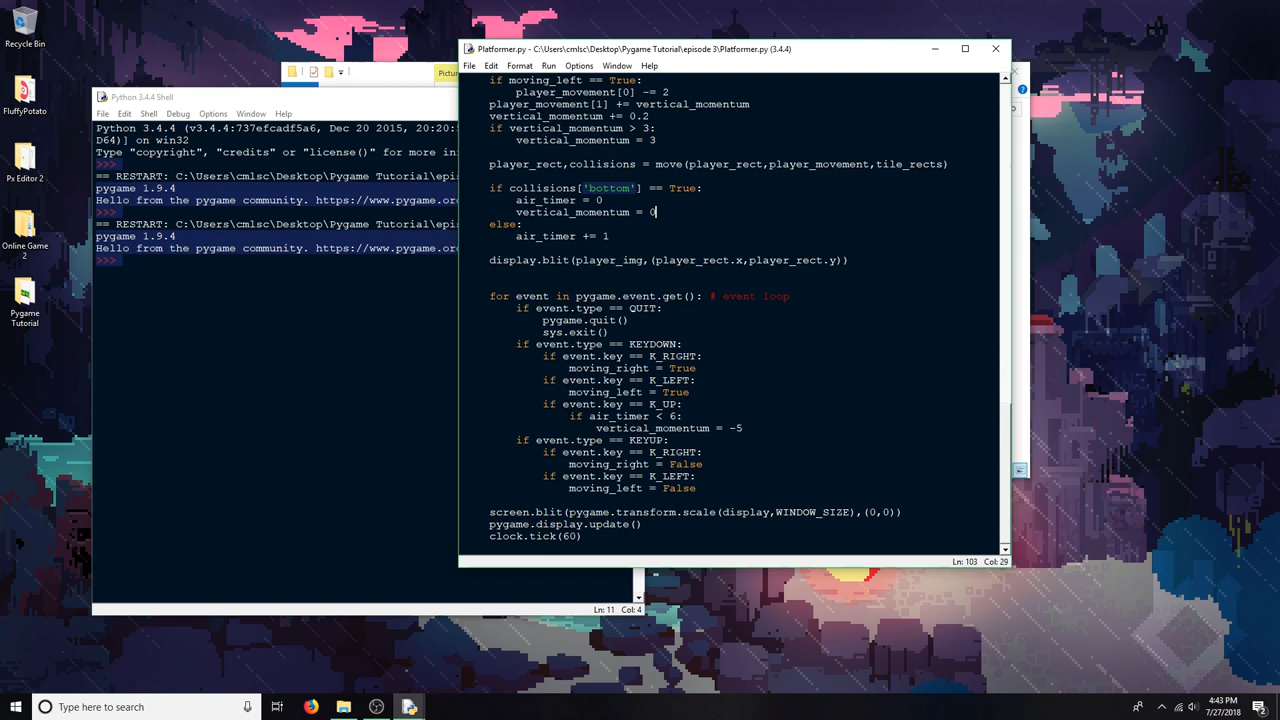 Recycle Bin
FluffyPotato
Px Editor 2
Online Game
2
Pygame
Tutorial
Pictur
Python 3.4.4 Shell
File Edit Shell Debug Options Window Help
Python 3.4.4 (v3.4.4:737efcadf5a6, Dec 20 2015, 20:20:5
D64)] on win32
Type "copyright", "credits" or "license()" for more in
>>>
== RESTART: C:\Users\cmlsc\Desktop\Pygame Tutorial\epi
pygame 1.9.4
Hello from the pygame community. https://www.pygame.or
>>>
== RESTART: C:\Users\cmlsc\Desktop\Pygame Tutorial\epi
pygame 1.9.4
Hello from the pygame community. https://www.pygame.or
>>>
Ln: 11 Col: 4
Platformer.py - C:\Users\cmlsc\Desktop\Pygame Tutorial\episode 3\Platformer.py (3.4.4)
File Edit Format Run Options Window Help
if moving_left == True:
player_movement[0] -= 2
player_movement[1] += vertical_momentum
vertical_momentum += 0.2
if vertical_momentum > 3:
vertical_momentum = 3
player_rect,collisions = move(player_rect,player_movement,tile_rects)
if collisions['bottom'] == True:
air_timer = 0
vertical_momentum = 0
else:
air_timer += 1
display.blit(player_img,(player_rect.x,player_rect.y))
for event in pygame.event.get(): # event loop
if event.type == QUIT:
pygame.quit()
sys.exit()
if event.type == KEYDOWN:
if event.key == K_RIGHT:
moving_right = True
if event.key == K_LEFT:
moving_left = True
if event.key == K_UP:
if air_timer < 6:
vertical_momentum = -5
if event.type == KEYUP:
if event.key == K_RIGHT:
moving_right = False
if event.key == K_LEFT:
moving_left = False
screen.blit(pygame.transform.scale(display,WINDOW_SIZE),(0,0))
pygame.display.update()
clock.tick(60)
Ln: 103 Col: 29
Type here to search
4:43 PM
7/27/2018
2